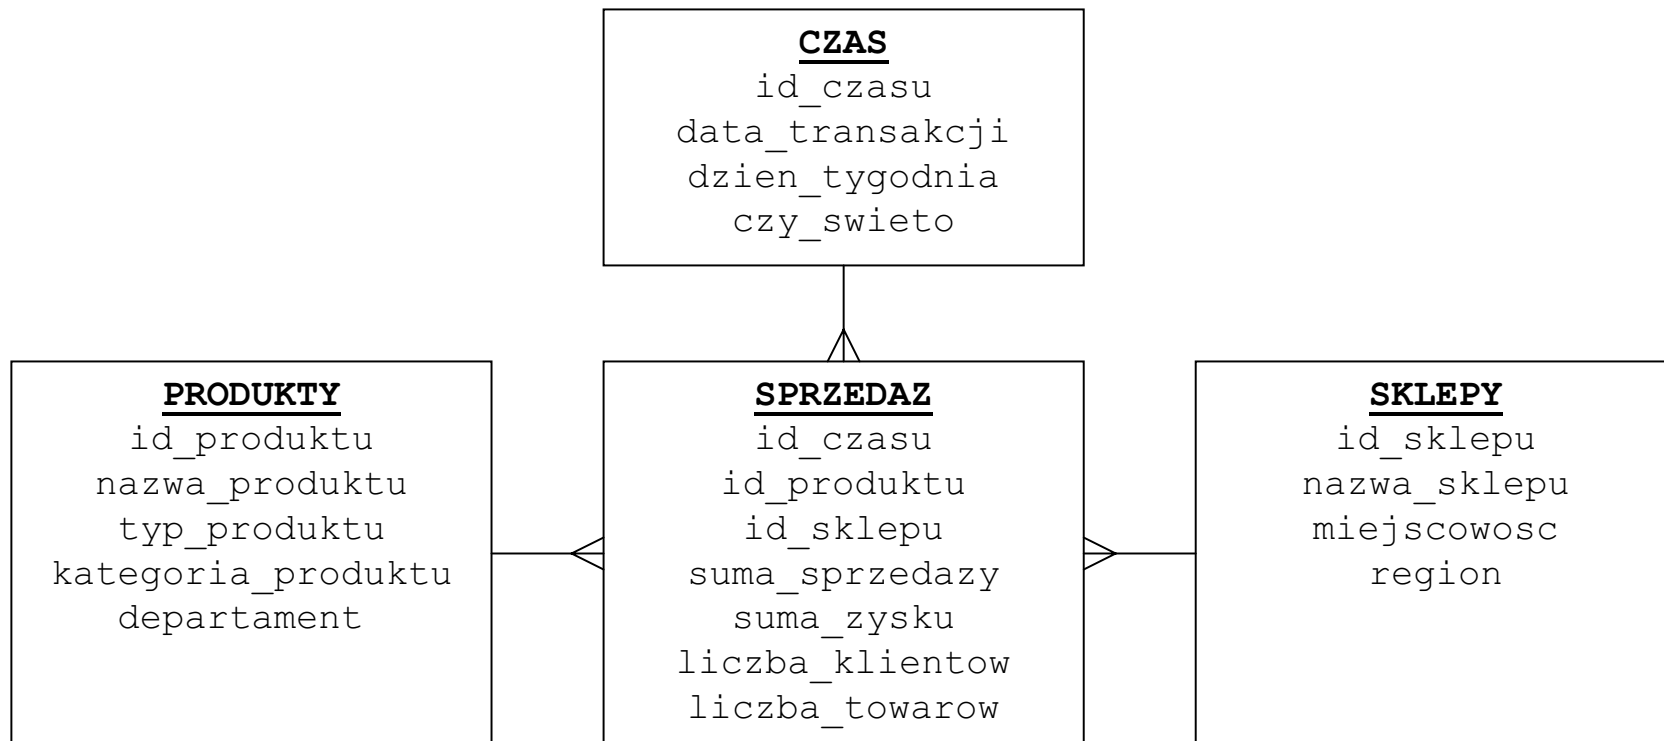 CZAS
id_czasu
data_transakcji
dzien_tygodnia
czy_swieto
PRODUKTY
id_produktu
nazwa_produktu
typ_produktu
kategoria_produktu
departament
SPRZEDAZ
id_czasu
id_produktu
id_sklepu
suma_sprzedazy
suma_zysku
liczba_klientow
liczba_towarow
SKLEPY
id_sklepu
nazwa_sklepu
miejscowosc
region